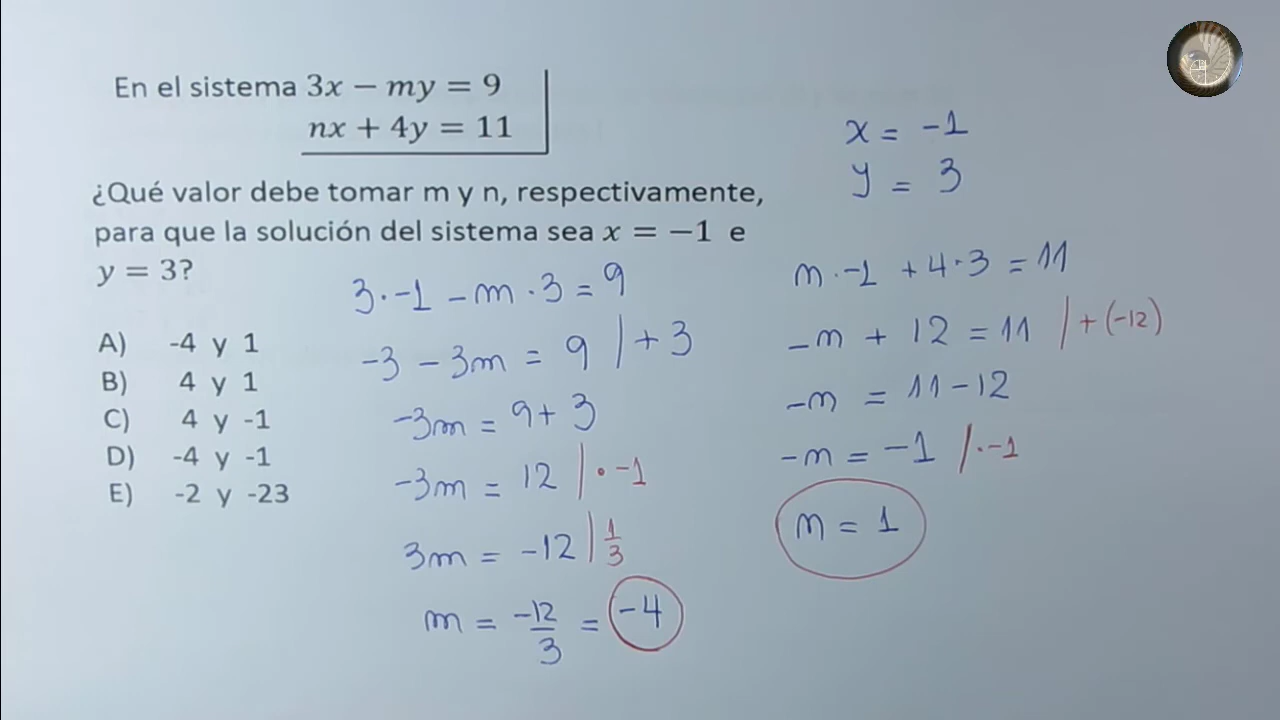 En el sistema 3x − my = 9
nx + 4y = 11
¿Qué valor debe tomar m y n, respectivamente,
para que la solución del sistema sea x = −1 e
y = 3?
A) -4 y 1
B) 4 y 1
C) 4 y -1
D) -4 y -1
E) -2 y -23
3·-1 - m·3 = 9
-3 - 3m = 9 | + 3
-3m = 9 + 3
-3m = 12 | · -1
3m = -12 | 1/3
m = -12/3 = -4
x = -1
y = 3
n·-1 + 4·3 = 11
-n + 12 = 11 | + (-12)
-n = 11 - 12
-n = -1 | · -1
n = 1